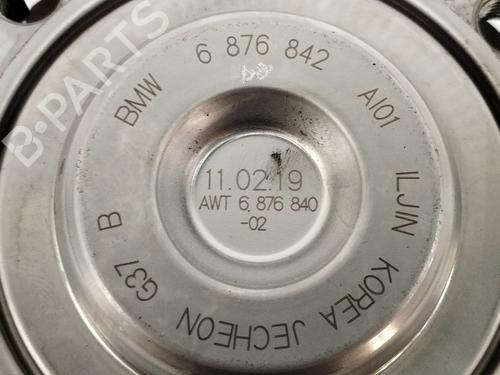 BMW 6 876 842 AI01 ILJIN KOREA JECHEON G37 B
11.02.19
AWT 6 876 840
-02
B-PARTS